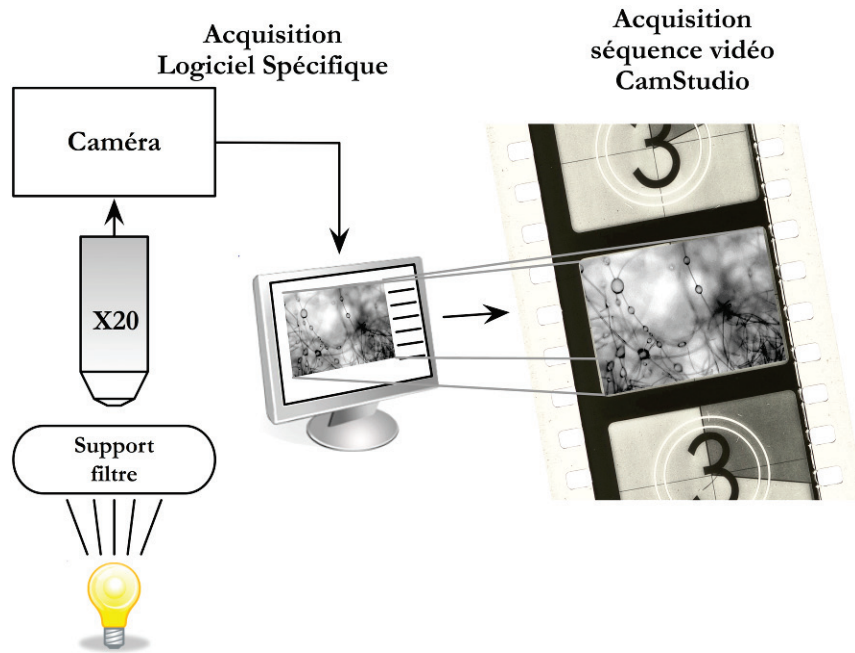 Acquisition
Logiciel Spécifique
Acquisition
séquence vidéo
CamStudio
Caméra
X20
Support
filtre
3
3